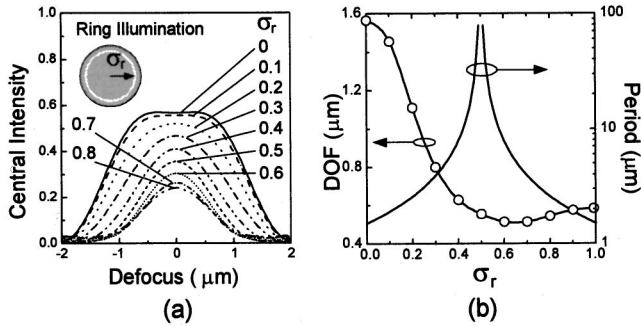 (a) Ring Illumination
σr
σr
0
0.1
0.2
0.3
0.4
0.5
0.6
0.7
0.8
1.0
0.8
0.6
0.4
0.2
0.0
Central Intensity
-2 -1 0 1 2
Defocus ( μm)
(a)
1.6
1.2
0.8
0.4
DOF (μm)
100
10
1
Period (μm)
0.0 0.2 0.4 0.6 0.8 1.0
σr
(b)